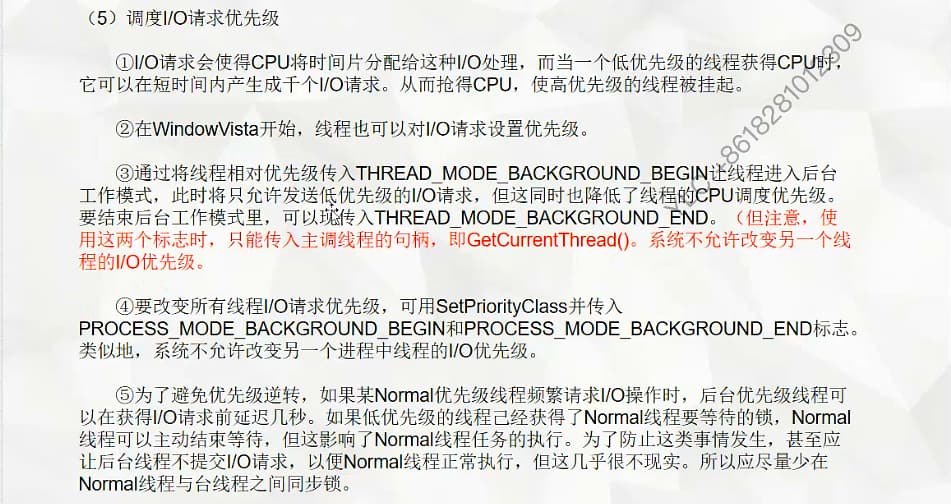 （5）调度I/O请求优先级
①I/O请求会使得CPU将时间片分配给这种I/O处理，而当一个低优先级的线程获得CPU时，
它可以在短时间内产生成千个I/O请求。从而抢得CPU，使高优先级的线程被挂起。
②在WindowVista开始，线程也可以对I/O请求设置优先级。
③通过将线程相对优先级传入THREAD_MODE_BACKGROUND_BEGIN让线程进入后台
工作模式，此时将只允许发送低优先级的I/O请求，但这同时也降低了线程的CPU调度优先级。
要结束后台工作模式里，可以传入THREAD_MODE_BACKGROUND_END。（但注意，使
用这两个标志时，只能传入主调线程的句柄，即GetCurrentThread()。系统不允许改变另一个线
程的I/O优先级。
④要改变所有线程I/O请求优先级，可用SetPriorityClass并传入
PROCESS_MODE_BACKGROUND_BEGIN和PROCESS_MODE_BACKGROUND_END标志。
类似地，系统不允许改变另一个进程中线程的I/O优先级。
⑤为了避免优先级逆转，如果某Normal优先级线程频繁请求I/O操作时，后台优先级线程可
以在获得I/O请求前延迟几秒。如果低优先级的线程己经获得了Normal线程要等待的锁，Normal
线程可以主动结束等待，但这影响了Normal线程任务的执行。为了防止这类事情发生，甚至应
让后台线程不提交I/O请求，以便Normal线程正常执行，但这几乎很不现实。所以应尽量少在
Normal线程与台线程之间同步锁。